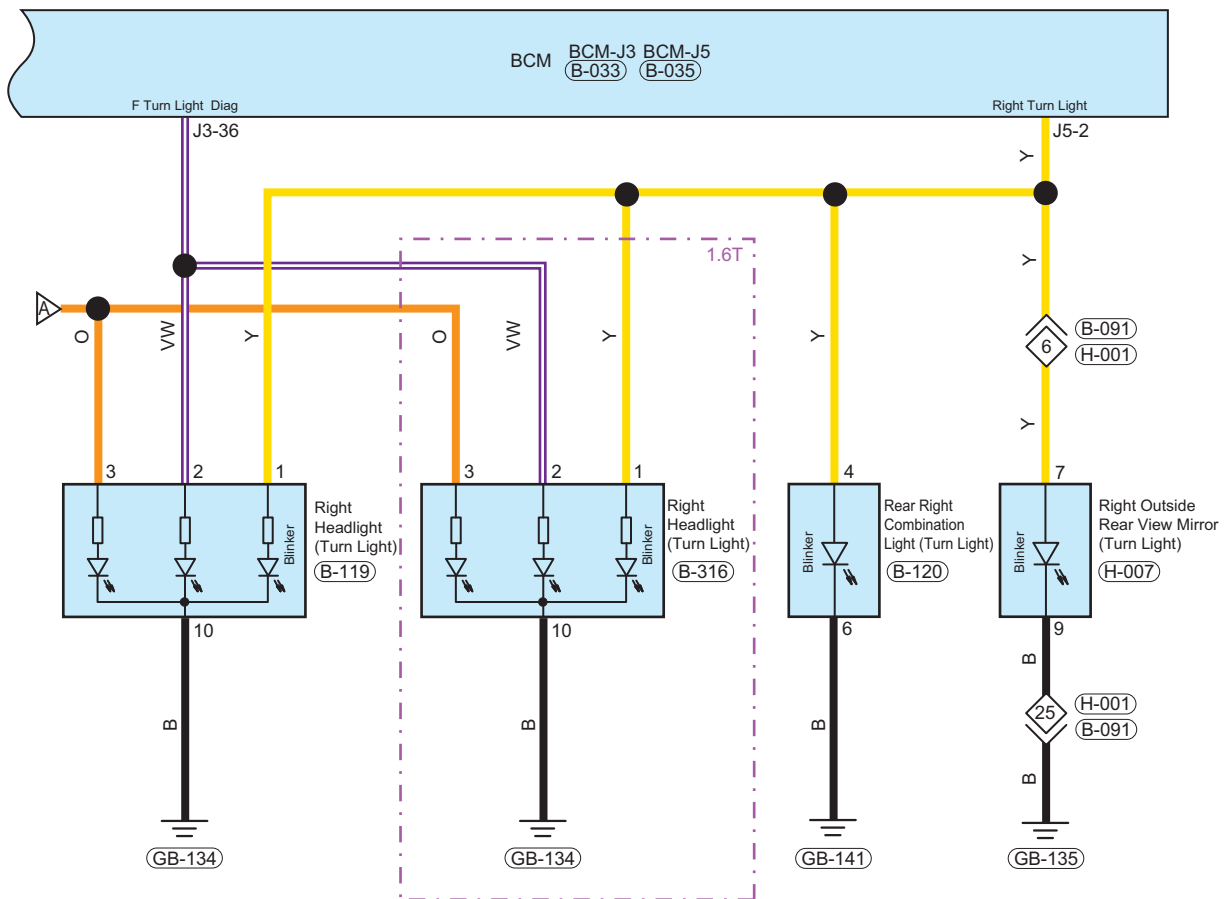 BCM BCM-J3 BCM-J5
B-033 B-035
F Turn Light Diag
Right Turn Light
J3-36
J5-2
Y
1.6T
A
O
VW
Y
O
VW
Y
Y
Y
6
B-091
H-001
Y
3
2
1
3
2
1
4
7
Blinker
Right
Headlight
(Turn Light)
B-119
Blinker
Right
Headlight
(Turn Light)
B-316
Blinker
Rear Right
Combination
Light (Turn Light)
B-120
Blinker
Right Outside
Rear View Mirror
(Turn Light)
H-007
10
10
6
9
B
B
B
B
25
H-001
B-091
B
GB-134
GB-134
GB-141
GB-135